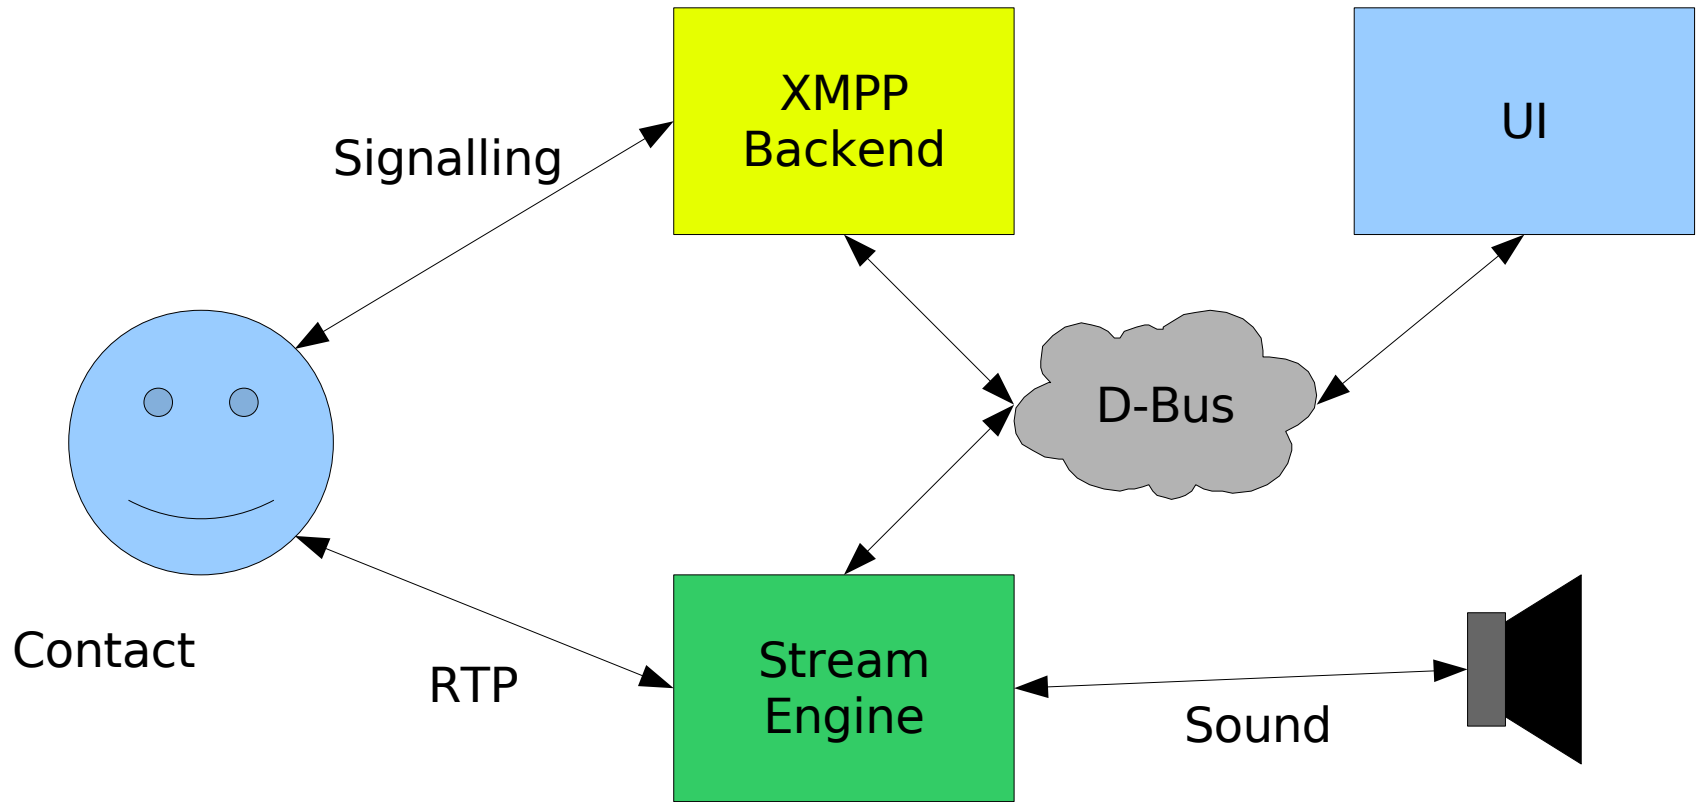 XMPP
Backend
UI
Signalling
D-Bus
Contact
RTP
Stream
Engine
Sound